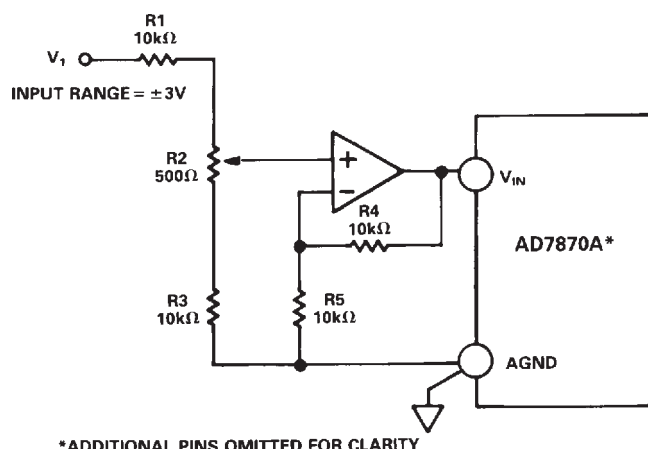 R1
10kΩ
V₁
INPUT RANGE = ±3V
R2
500Ω
+
−
R4
10kΩ
V_IN
AD7870A*
R3
10kΩ
R5
10kΩ
AGND
*ADDITIONAL PINS OMITTED FOR CLARITY